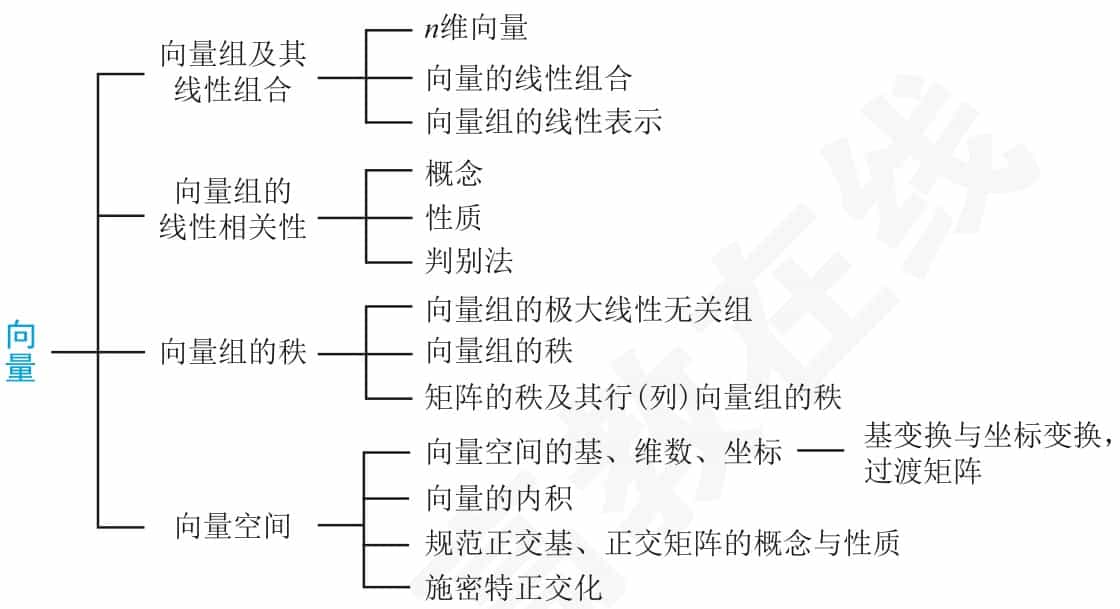 向量
向量组及其
线性组合
n维向量
向量的线性组合
向量组的线性表示
向量组的
线性相关性
概念
性质
判别法
向量组的秩
向量组的极大线性无关组
向量组的秩
矩阵的秩及其行(列)向量组的秩
向量空间
向量空间的基、维数、坐标
基变换与坐标变换，
过渡矩阵
向量的内积
规范正交基、正交矩阵的概念与性质
施密特正交化
高教在线